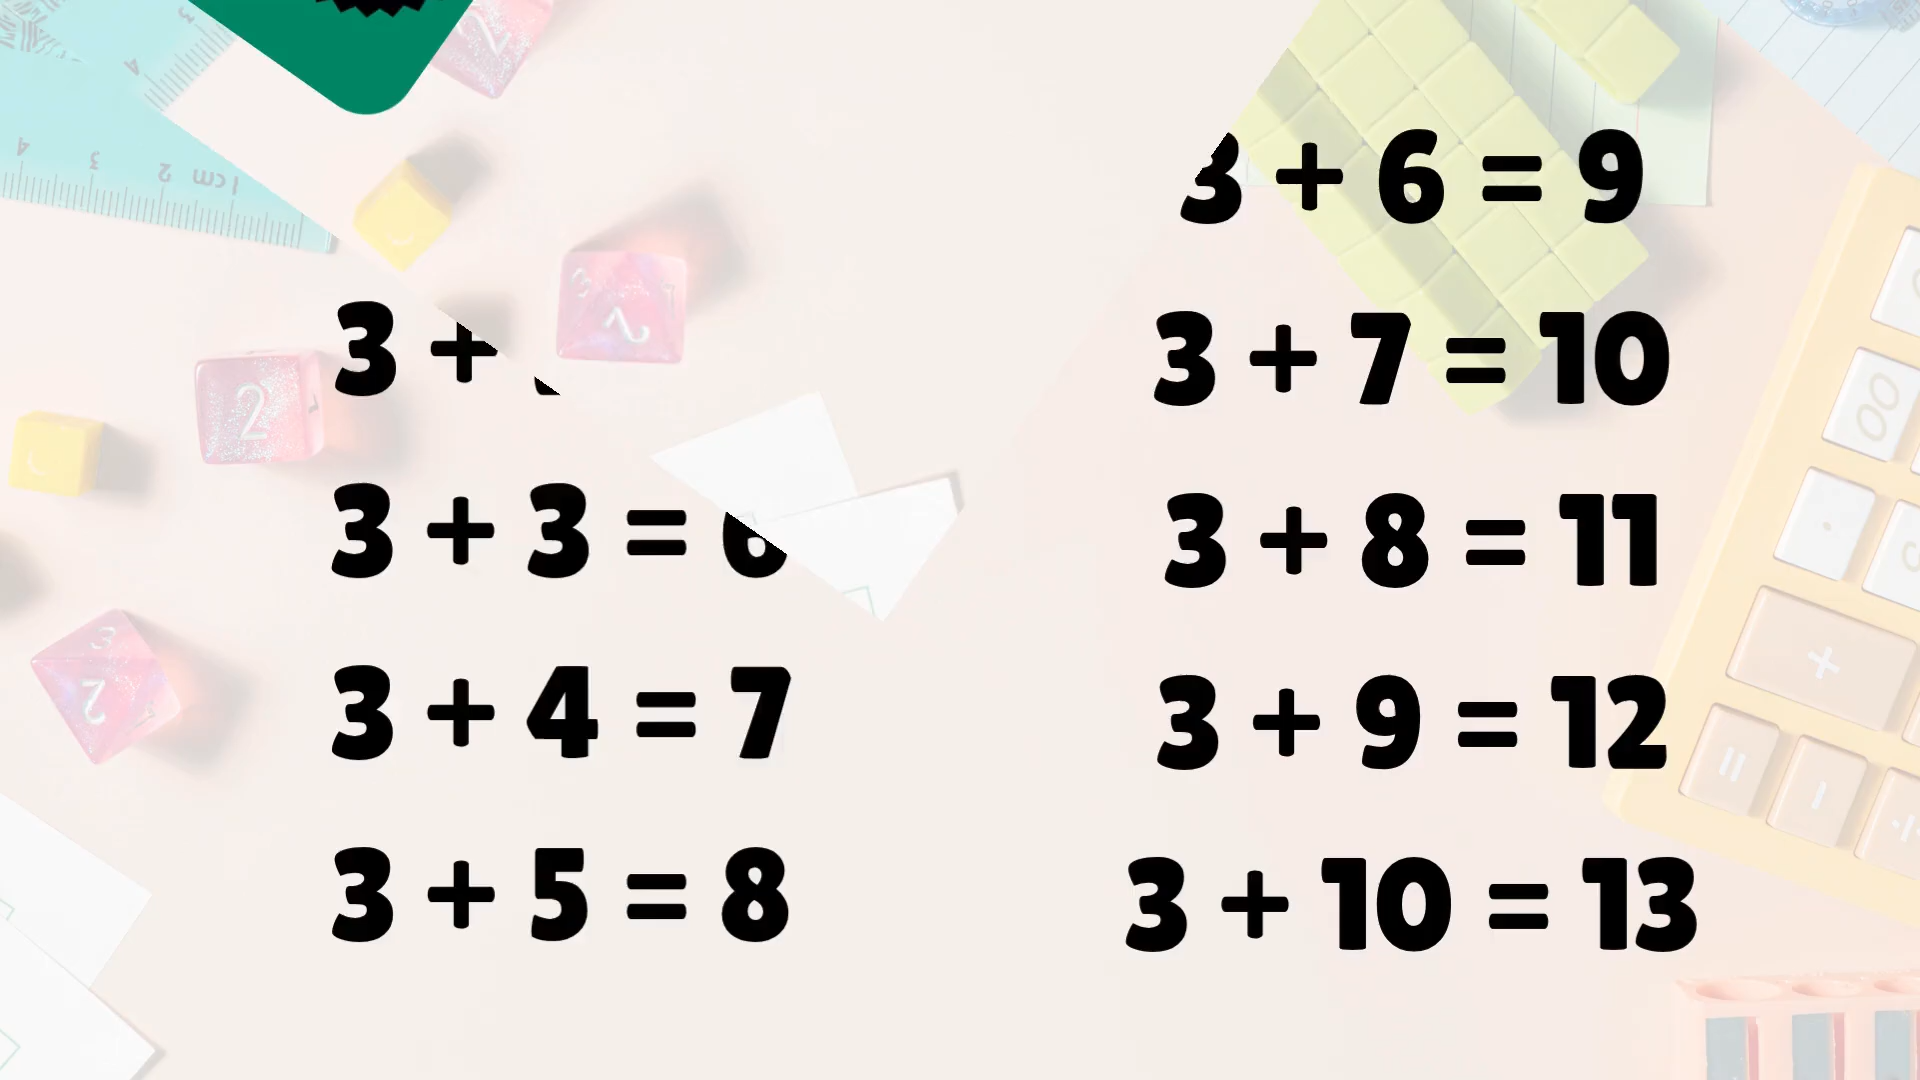 3 +
3 + 3 = 6
3 + 4 = 7
3 + 5 = 8
3 + 6 = 9
3 + 7 = 10
3 + 8 = 11
3 + 9 = 12
3 + 10 = 13